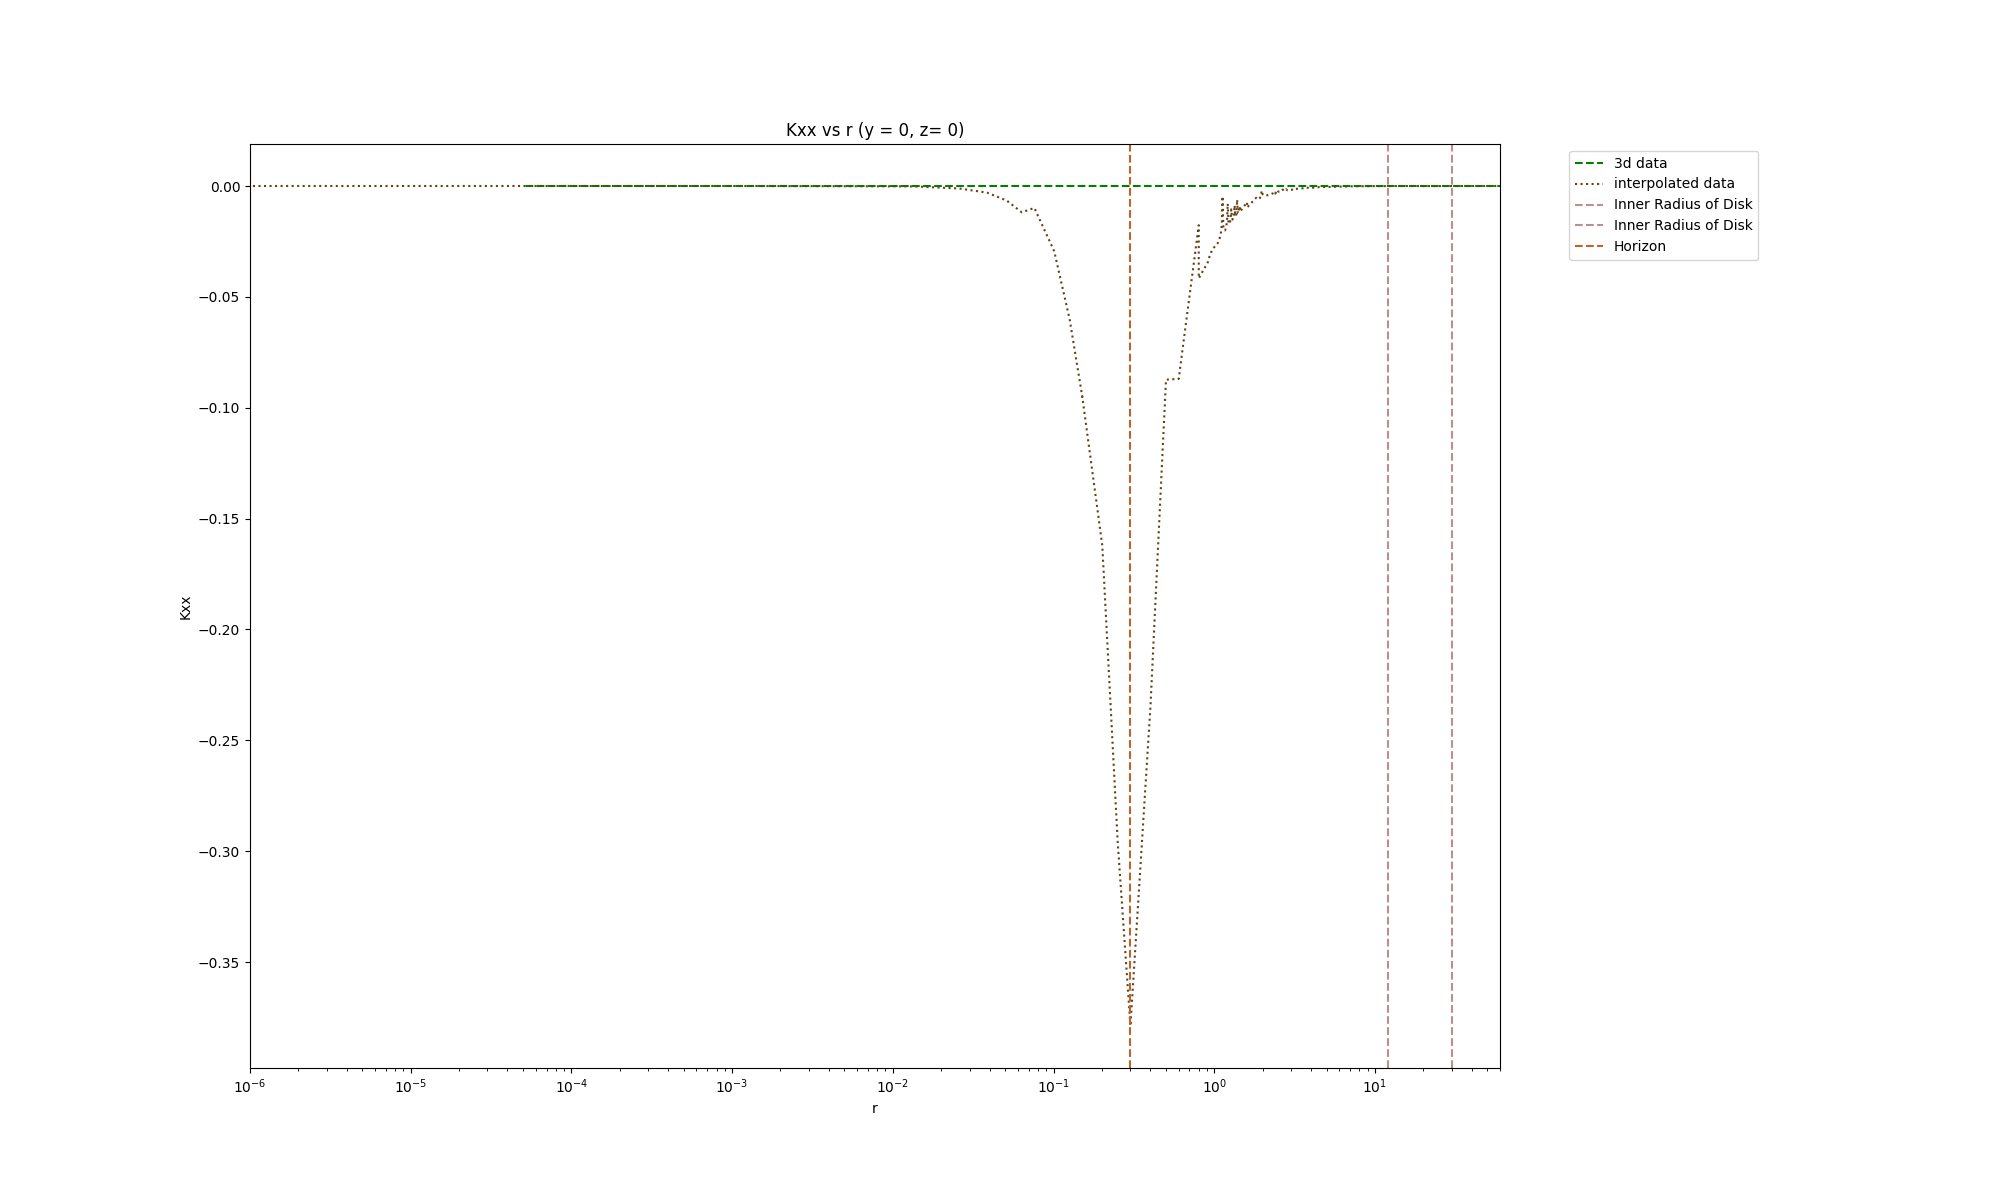 Kxx vs r (y = 0, z= 0)
3d data
interpolated data
Inner Radius of Disk
Inner Radius of Disk
Horizon
0.00
−0.05
−0.10
−0.15
−0.20
−0.25
−0.30
−0.35
Kxx
10⁻⁶ 10⁻⁵ 10⁻⁴ 10⁻³ 10⁻² 10⁻¹ 10⁰ 10¹
r